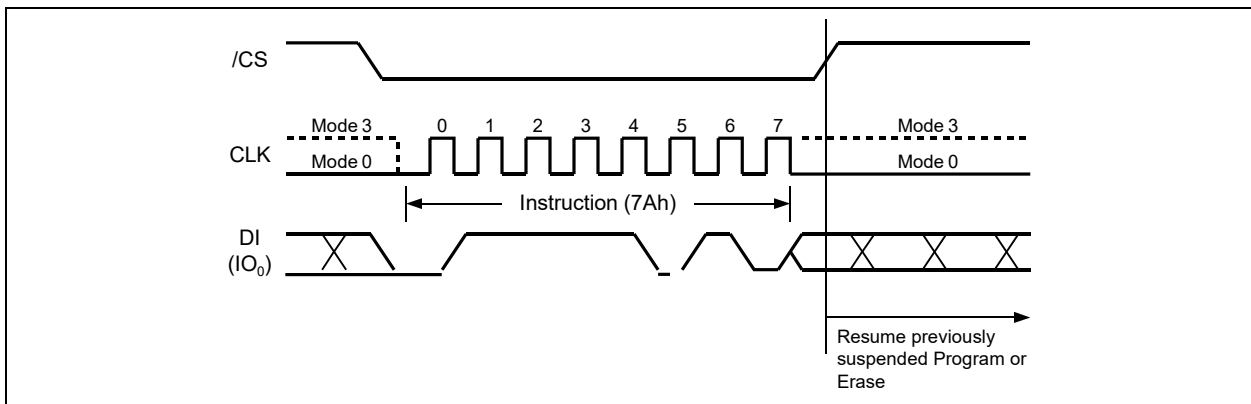 /CS
Mode 3
0 1 2 3 4 5 6 7
Mode 3
CLK
Mode 0
Mode 0
Instruction (7Ah)
DI
(IO₀)
Resume previously
suspended Program or
Erase